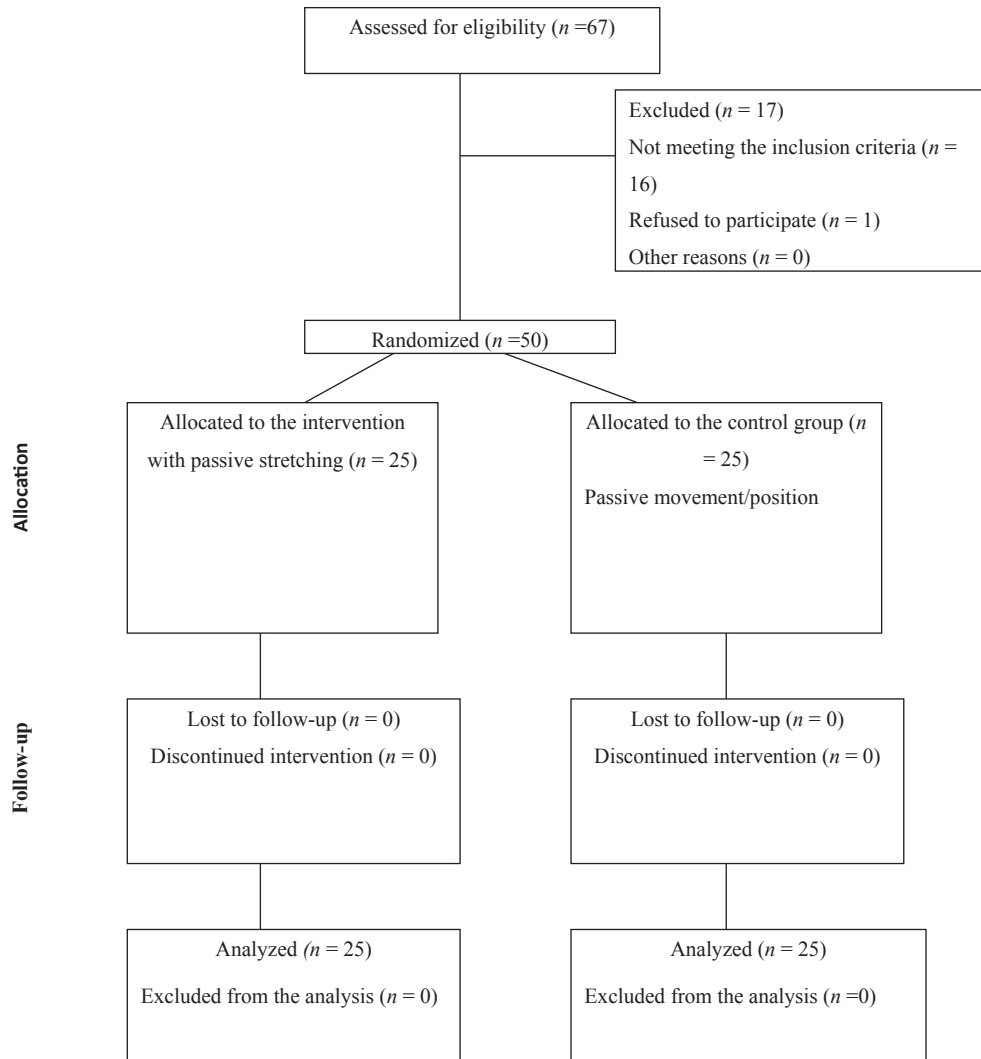 Assessed for eligibility (n =67)
Excluded (n = 17)
Not meeting the inclusion criteria (n =
16)
Refused to participate (n = 1)
Other reasons (n = 0)
Randomized (n =50)
Allocation
Allocated to the intervention
with passive stretching (n = 25)
Allocated to the control group (n
= 25)
Passive movement/position
Follow-up
Lost to follow-up (n = 0)
Discontinued intervention (n = 0)
Lost to follow-up (n = 0)
Discontinued intervention (n = 0)
Analyzed (n = 25)
Excluded from the analysis (n = 0)
Analyzed (n = 25)
Excluded from the analysis (n =0)